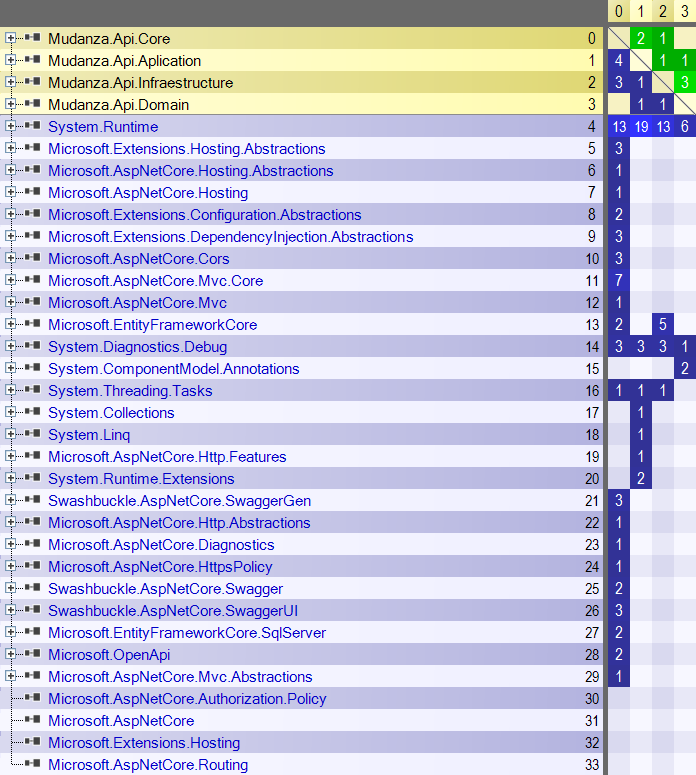 0 1 2 3
Mudanza.Api.Core 0 2 1
Mudanza.Api.Aplication 1 4 1 1
Mudanza.Api.Infraestructure 2 3 1 3
Mudanza.Api.Domain 3 1 1
System.Runtime 4 13 19 13 6
Microsoft.Extensions.Hosting.Abstractions 5 3
Microsoft.AspNetCore.Hosting.Abstractions 6 1
Microsoft.AspNetCore.Hosting 7 1
Microsoft.Extensions.Configuration.Abstractions 8 2
Microsoft.Extensions.DependencyInjection.Abstractions 9 3
Microsoft.AspNetCore.Cors 10 3
Microsoft.AspNetCore.Mvc.Core 11 7
Microsoft.AspNetCore.Mvc 12 1
Microsoft.EntityFrameworkCore 13 2 5
System.Diagnostics.Debug 14 3 3 3 1
System.ComponentModel.Annotations 15 2
System.Threading.Tasks 16 1 1 1
System.Collections 17 1
System.Linq 18 1
Microsoft.AspNetCore.Http.Features 19 1
System.Runtime.Extensions 20 2
Swashbuckle.AspNetCore.SwaggerGen 21 3
Microsoft.AspNetCore.Http.Abstractions 22 1
Microsoft.AspNetCore.Diagnostics 23 1
Microsoft.AspNetCore.HttpsPolicy 24 1
Swashbuckle.AspNetCore.Swagger 25 2
Swashbuckle.AspNetCore.SwaggerUI 26 3
Microsoft.EntityFrameworkCore.SqlServer 27 2
Microsoft.OpenApi 28 2
Microsoft.AspNetCore.Mvc.Abstractions 29 1
Microsoft.AspNetCore.Authorization.Policy 30
Microsoft.AspNetCore 31
Microsoft.Extensions.Hosting 32
Microsoft.AspNetCore.Routing 33